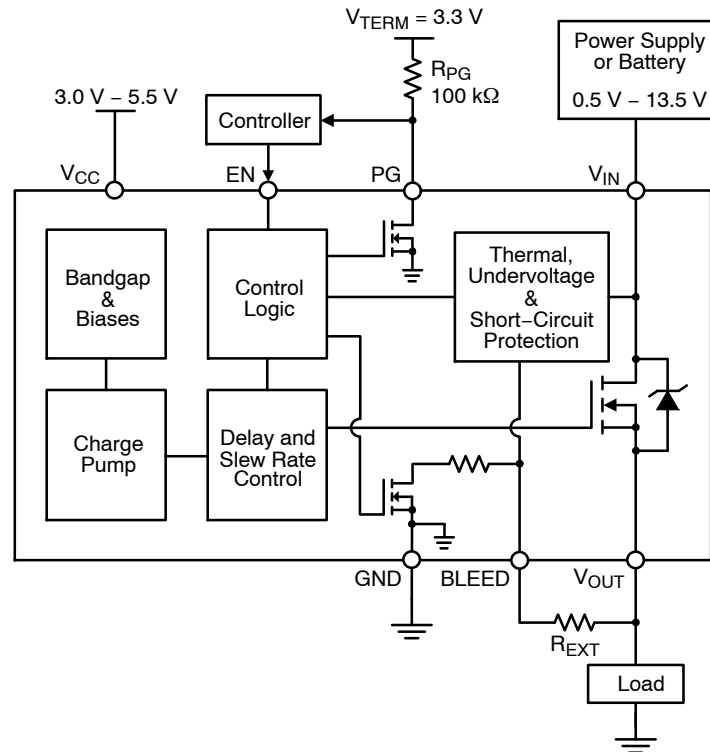 V_TERM = 3.3 V
R_PG
100 kΩ
Power Supply
or Battery
0.5 V − 13.5 V
3.0 V − 5.5 V
Controller
V_CC
EN
PG
V_IN
Bandgap
&
Biases
Control
Logic
Thermal,
Undervoltage
&
Short−Circuit
Protection
Charge
Pump
Delay and
Slew Rate
Control
GND
BLEED
V_OUT
R_EXT
Load